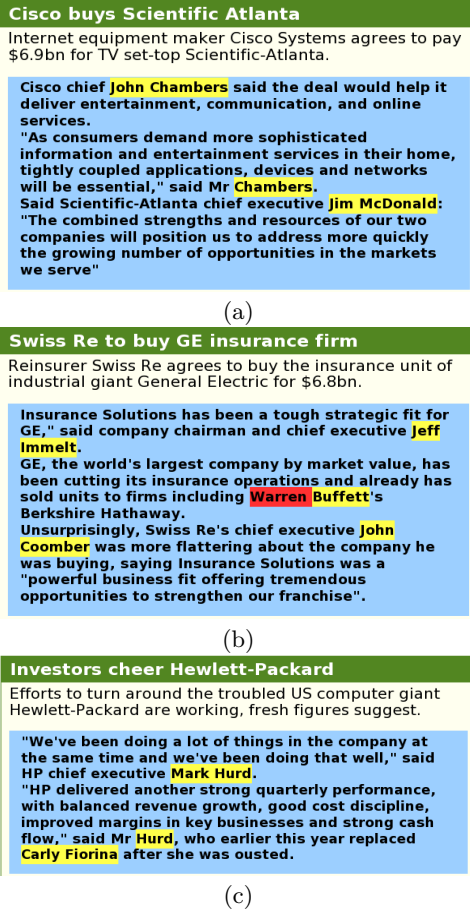 Cisco buys Scientific Atlanta
Internet equipment maker Cisco Systems agrees to pay
$6.9bn for TV set-top Scientific-Atlanta.
Cisco chief John Chambers said the deal would help it
deliver entertainment, communication, and online
services.
"As consumers demand more sophisticated
information and entertainment services in their home,
tightly coupled applications, devices and networks
will be essential," said Mr Chambers.
Said Scientific-Atlanta chief executive Jim McDonald:
"The combined strengths and resources of our two
companies will position us to address more quickly
the growing number of opportunities in the markets
we serve"
(a)
Swiss Re to buy GE insurance firm
Reinsurer Swiss Re agrees to buy the insurance unit of
industrial giant General Electric for $6.8bn.
Insurance Solutions has been a tough strategic fit for
GE," said company chairman and chief executive Jeff
Immelt.
GE, the world's largest company by market value, has
been cutting its insurance operations and already has
sold units to firms including Warren Buffett's
Berkshire Hathaway.
Unsurprisingly, Swiss Re's chief executive John
Coomber was more flattering about the company he
was buying, saying Insurance Solutions was a
"powerful business fit offering tremendous
opportunities to strengthen our franchise".
(b)
Investors cheer Hewlett-Packard
Efforts to turn around the troubled US computer giant
Hewlett-Packard are working, fresh figures suggest.
"We've been doing a lot of things in the company at
the same time and we've been doing that well," said
HP chief executive Mark Hurd.
"HP delivered another strong quarterly performance,
with balanced revenue growth, good cost discipline,
improved margins in key businesses and strong cash
flow," said Mr Hurd, who earlier this year replaced
Carly Fiorina after she was ousted.
(c)